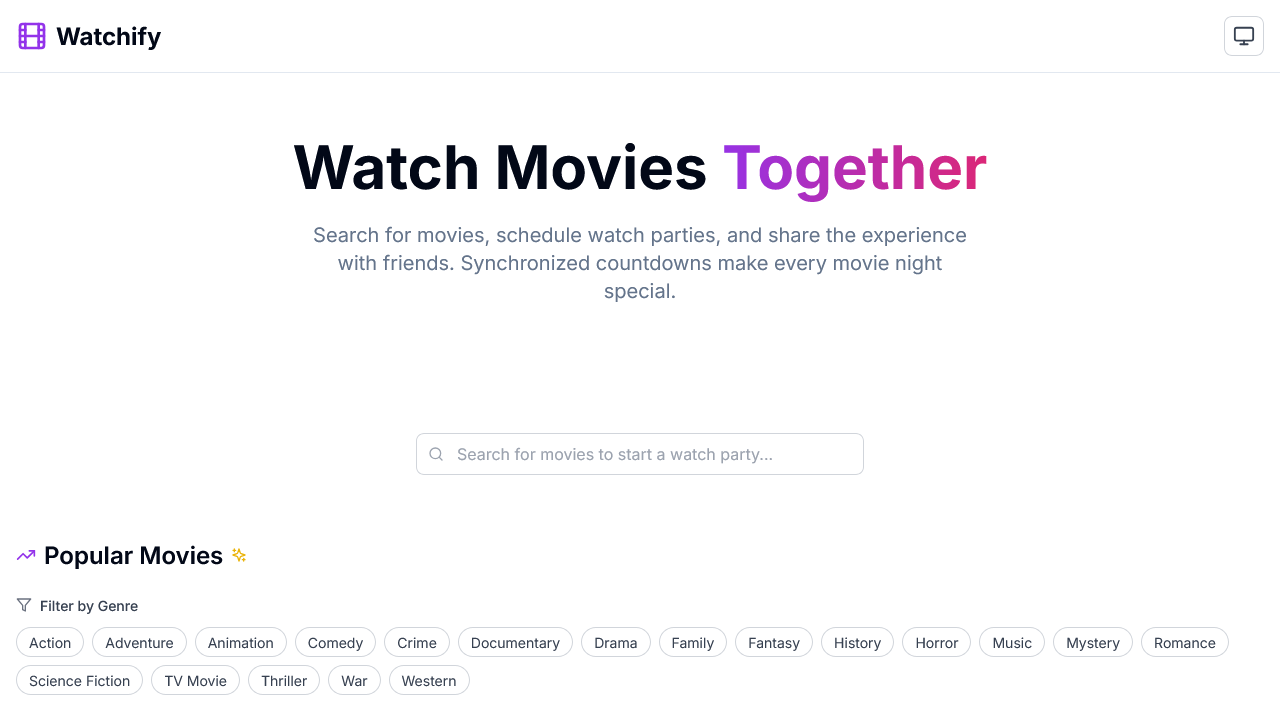 Watchify
Watch Movies Together
Search for movies, schedule watch parties, and share the experience
with friends. Synchronized countdowns make every movie night
special.
Search for movies to start a watch party...
Popular Movies
Filter by Genre
Action Adventure Animation Comedy Crime Documentary Drama Family Fantasy History Horror Music Mystery Romance
Science Fiction TV Movie Thriller War Western